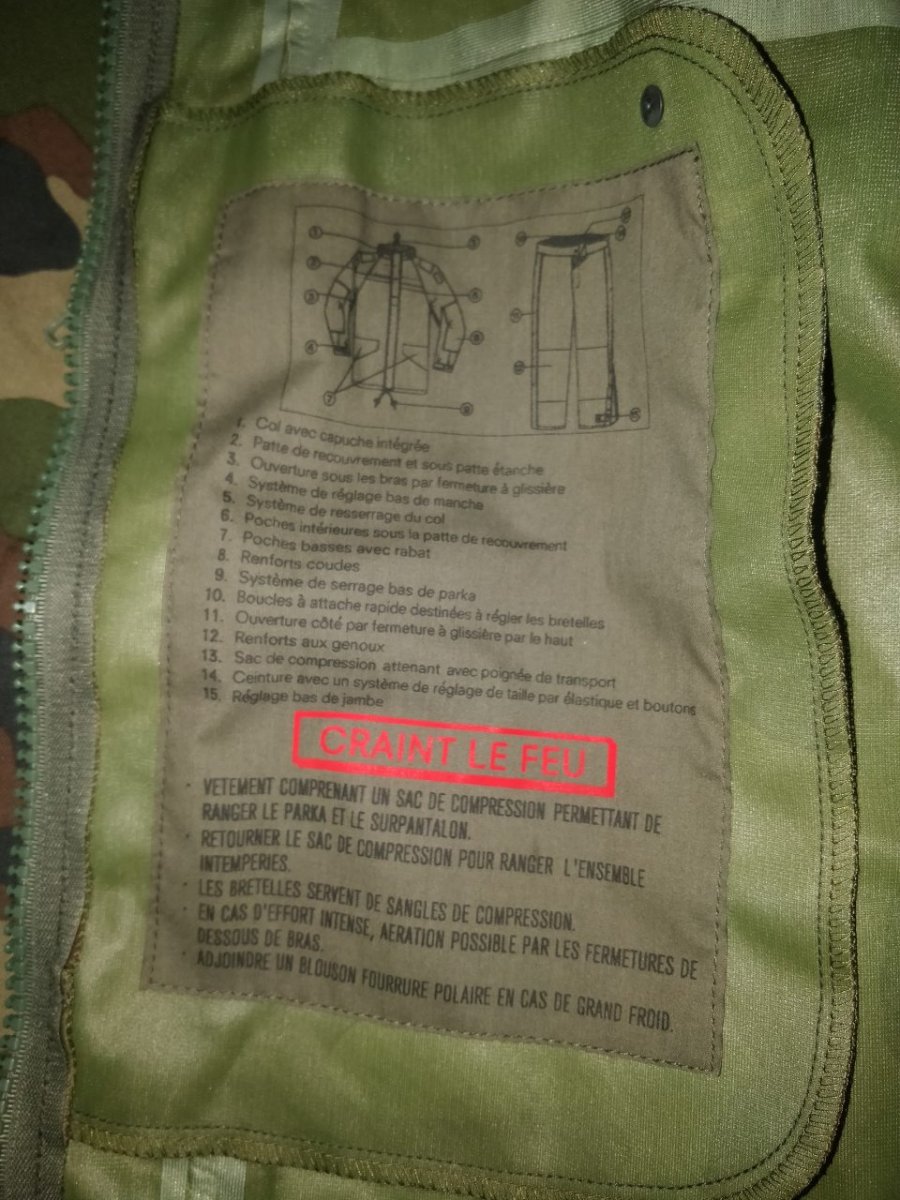 1. Col avec capuche intégrée
2. Patte de recouvrement et sous patte étanche
3. Ouverture sous les bras par fermeture à glissière
4. Système de réglage bas de manche
5. Système de resserrage du col
6. Poches intérieures sous la patte de recouvrement
7. Poches basses avec rabat
8. Renforts coudes
9. Système de serrage bas de parka
10. Boucles à attache rapide destinées à régler les bretelles
11. Ouverture côté par fermeture à glissière par le haut
12. Renforts aux genoux
13. Sac de compression attenant avec poignée de transport
14. Ceinture avec un système de réglage de taille par élastique et boutons
15. Réglage bas de jambe
CRAINT LE FEU
· VETEMENT COMPRENANT UN SAC DE COMPRESSION PERMETTANT DE
RANGER LE PARKA ET LE SURPANTALON.
· RETOURNER LE SAC DE COMPRESSION POUR RANGER L'ENSEMBLE
INTEMPERIES.
· LES BRETELLES SERVENT DE SANGLES DE COMPRESSION.
· EN CAS D'EFFORT INTENSE, AERATION POSSIBLE PAR LES FERMETURES DE
DESSOUS DE BRAS.
· ADJOINDRE UN BLOUSON FOURRURE POLAIRE EN CAS DE GRAND FROID.